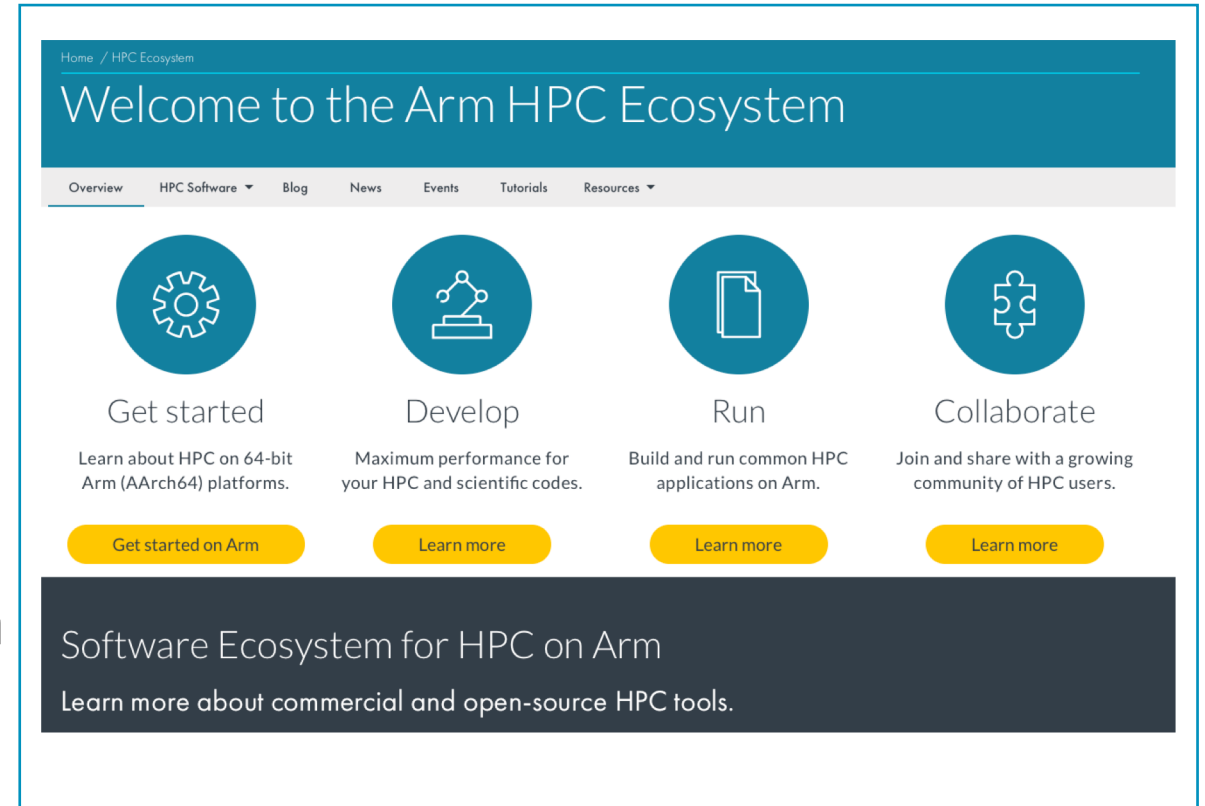 Home / HPC Ecosystem
Welcome to the Arm HPC Ecosystem
Overview HPC Software Blog News Events Tutorials Resources
Get started
Learn about HPC on 64-bit
Arm (AArch64) platforms.
Get started on Arm
Develop
Maximum performance for
your HPC and scientific codes.
Learn more
Run
Build and run common HPC
applications on Arm.
Learn more
Collaborate
Join and share with a growing
community of HPC users.
Learn more
Software Ecosystem for HPC on Arm
Learn more about commercial and open-source HPC tools.